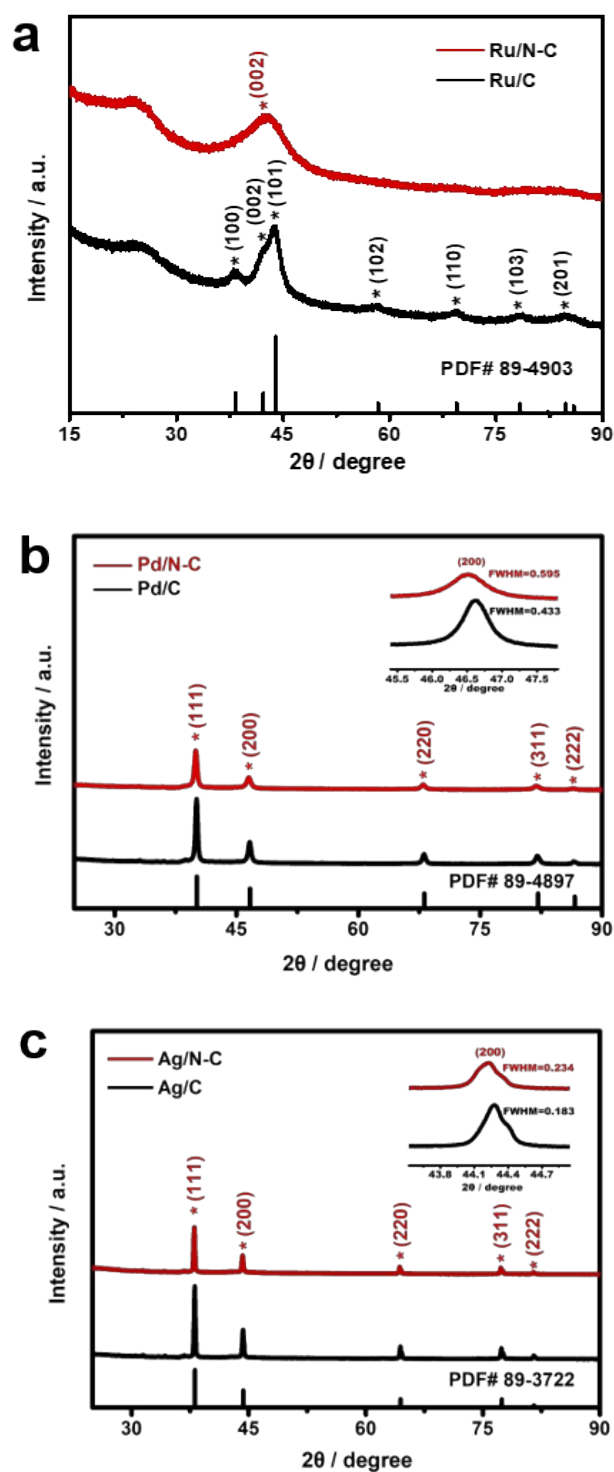 a
Ru/N-C
Ru/C
*(002)
*(100)
*(002)
*(101)
*(102)
*(110)
*(103)
*(201)
PDF# 89-4903
Intensity / a.u.
15 30 45 60 75 90
2θ / degree
b
Pd/N-C
Pd/C
(200)
FWHM=0.595
FWHM=0.433
45.5 46.0 46.5 47.0 47.5
2θ / degree
*(111)
*(200)
*(220)
*(311)
*(222)
PDF# 89-4897
Intensity / a.u.
30 45 60 75 90
2θ / degree
c
Ag/N-C
Ag/C
(200)
FWHM=0.234
FWHM=0.183
43.8 44.1 44.4 44.7
2θ / degree
*(111)
*(200)
*(220)
*(311)
*(222)
PDF# 89-3722
Intensity / a.u.
30 45 60 75 90
2θ / degree